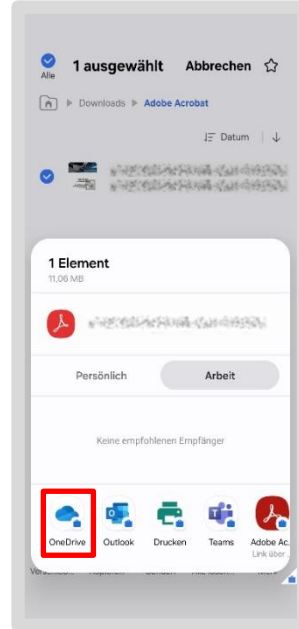 1 ausgewählt Abbrechen
Alle
Downloads Adobe Acrobat
Datum
1 Element
11,06 MB
Persönlich Arbeit
Keine empfohlenen Empfänger
OneDrive Outlook Drucken Teams Adobe Ac.
Link über